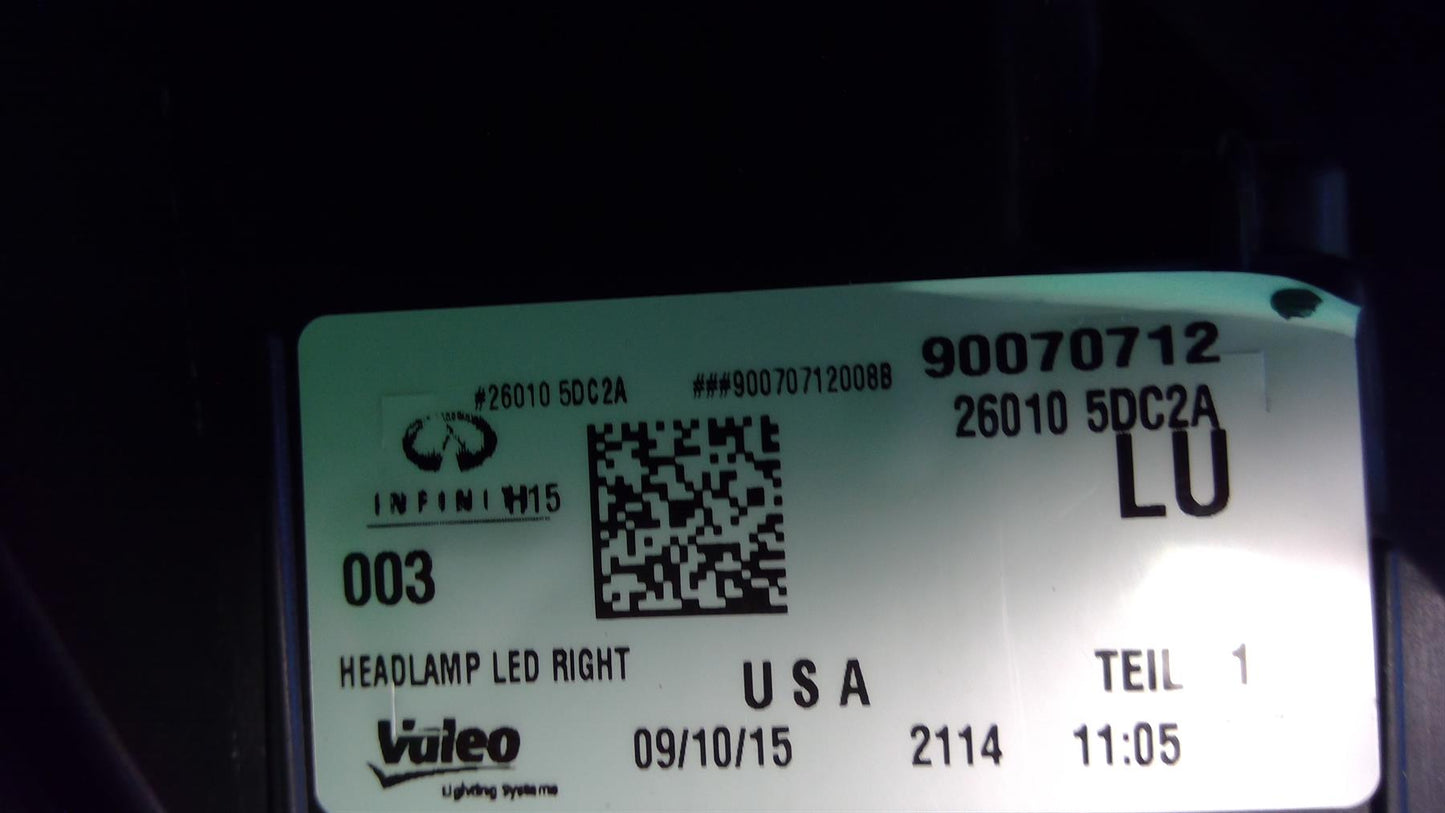 90070712
#26010 5DC2A ###90070712008B
26010 5DC2A
LU
INFINITI H15
003
HEADLAMP LED RIGHT
USA
TEIL 1
Valeo 09/10/15 2114 11:05
Lighting Systems